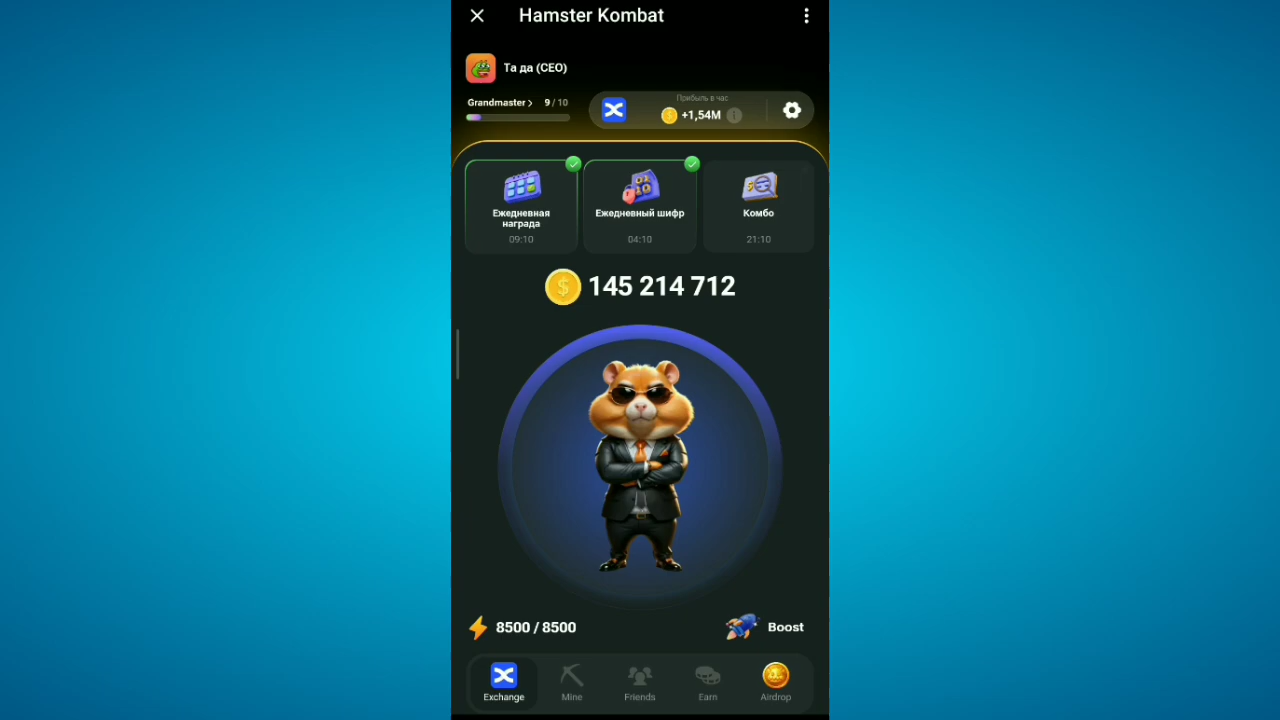 Hamster Kombat
Та да (CEO)
Grandmaster > 9 / 10
Прибыль в час
+1,54M
Ежедневная
награда
09:10
Ежедневный шифр
04:10
Комбо
21:10
145 214 712
8500 / 8500
Boost
Exchange
Mine
Friends
Earn
Airdrop